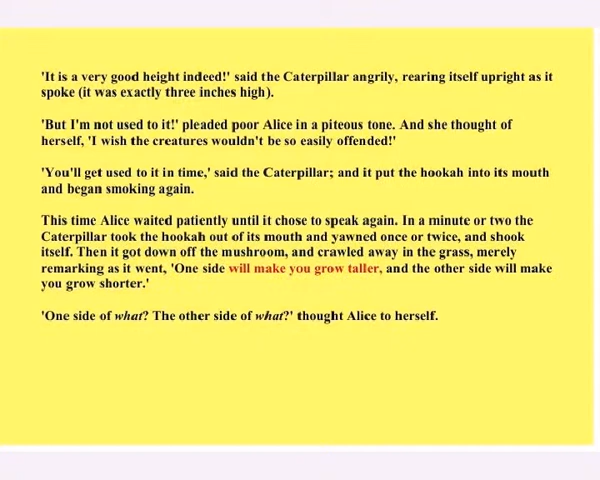 'It is a very good height indeed!' said the Caterpillar angrily, rearing itself upright as it
spoke (it was exactly three inches high).
'But I'm not used to it!' pleaded poor Alice in a piteous tone. And she thought of
herself, 'I wish the creatures wouldn't be so easily offended!'
'You'll get used to it in time,' said the Caterpillar; and it put the hookah into its mouth
and began smoking again.
This time Alice waited patiently until it chose to speak again. In a minute or two the
Caterpillar took the hookah out of its mouth and yawned once or twice, and shook
itself. Then it got down off the mushroom, and crawled away in the grass, merely
remarking as it went, 'One side will make you grow taller, and the other side will make
you grow shorter.'
'One side of what? The other side of what?' thought Alice to herself.